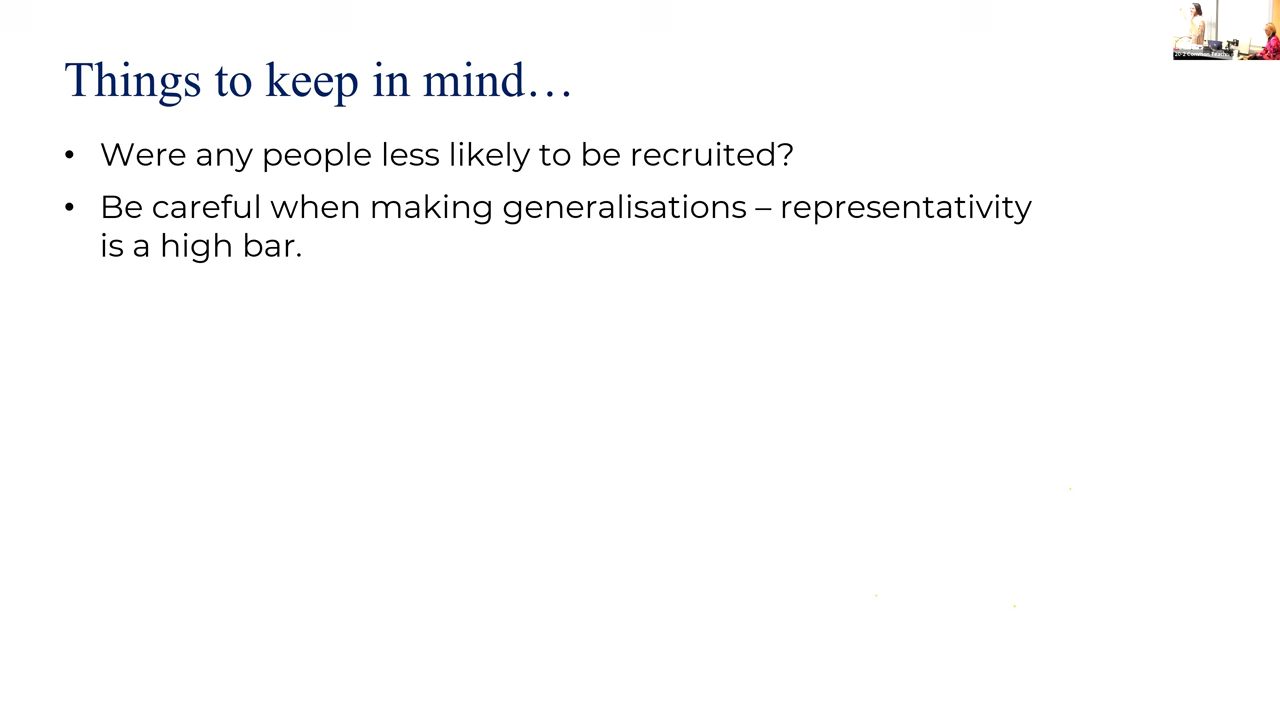 Things to keep in mind…
• Were any people less likely to be recruited?
• Be careful when making generalisations – representativity
is a high bar.